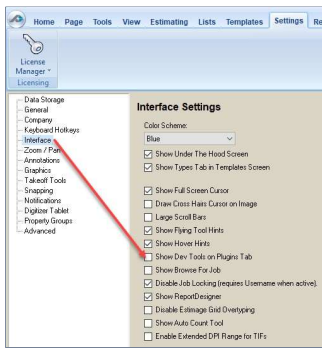 Home Page Tools View Estimating Lists Templates Settings Re
License
Manager
Licensing
Data Storage
General
Company
Keyboard Hotkeys
Interface
Zoom / Pan
Annotations
Graphics
Takeoff Tools
Snapping
Notifications
Digitizer Tablet
Property Groups
Advanced
Interface Settings
Color Scheme:
Blue
Show Under The Hood Screen
Show Types Tab in Templates Screen
Show Full Screen Cursor
Draw Cross Hairs Cursor on Image
Large Scroll Bars
Show Flying Tool Hints
Show Hover Hints
Show Dev Tools on Plugins Tab
Show Browse For Job
Disable Job Locking (requires Username when active).
Show ReportDesigner
Disable Estimage Grid Overtyping
Show Auto Count Tool
Enable Extended DPI Range for TIFs